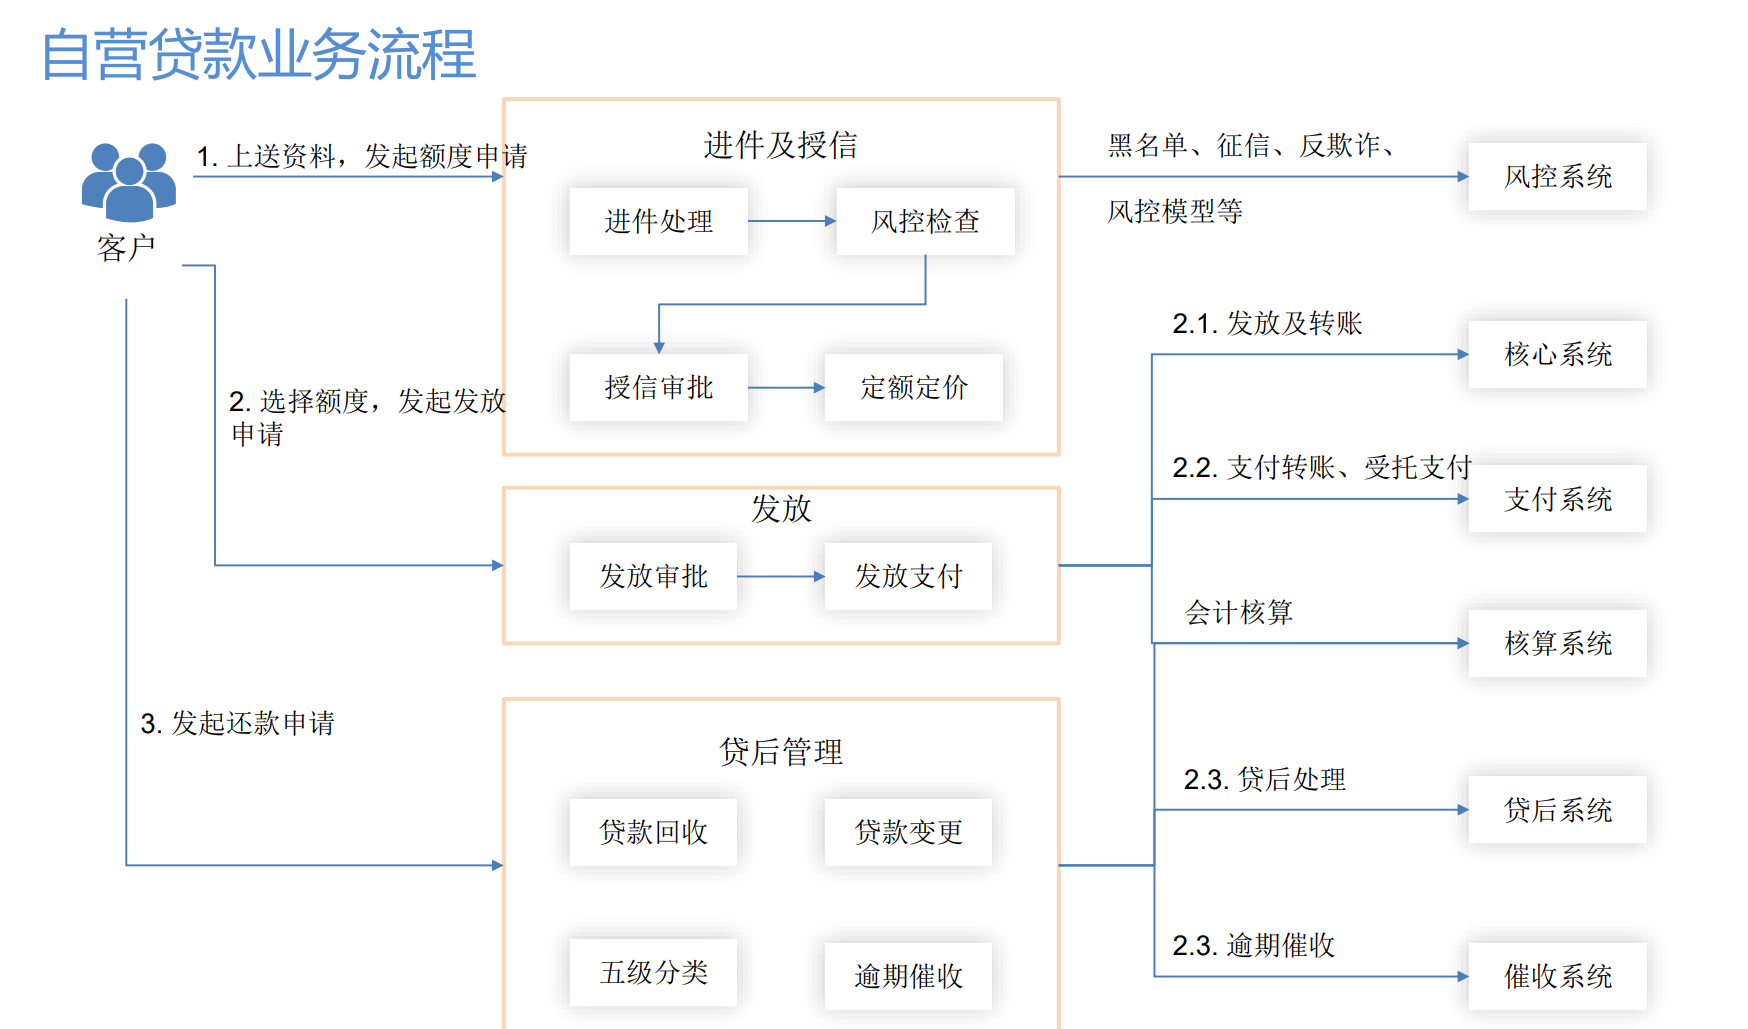 自营贷款业务流程
客户
1. 上送资料，发起额度申请
2. 选择额度，发起发放
申请
3. 发起还款申请
进件及授信
进件处理
风控检查
授信审批
定额定价
发放
发放审批
发放支付
贷后管理
贷款回收
贷款变更
五级分类
逾期催收
黑名单、征信、反欺诈、
风控模型等
风控系统
2.1. 发放及转账
核心系统
2.2. 支付转账、受托支付
支付系统
会计核算
核算系统
2.3. 贷后处理
贷后系统
2.3. 逾期催收
催收系统